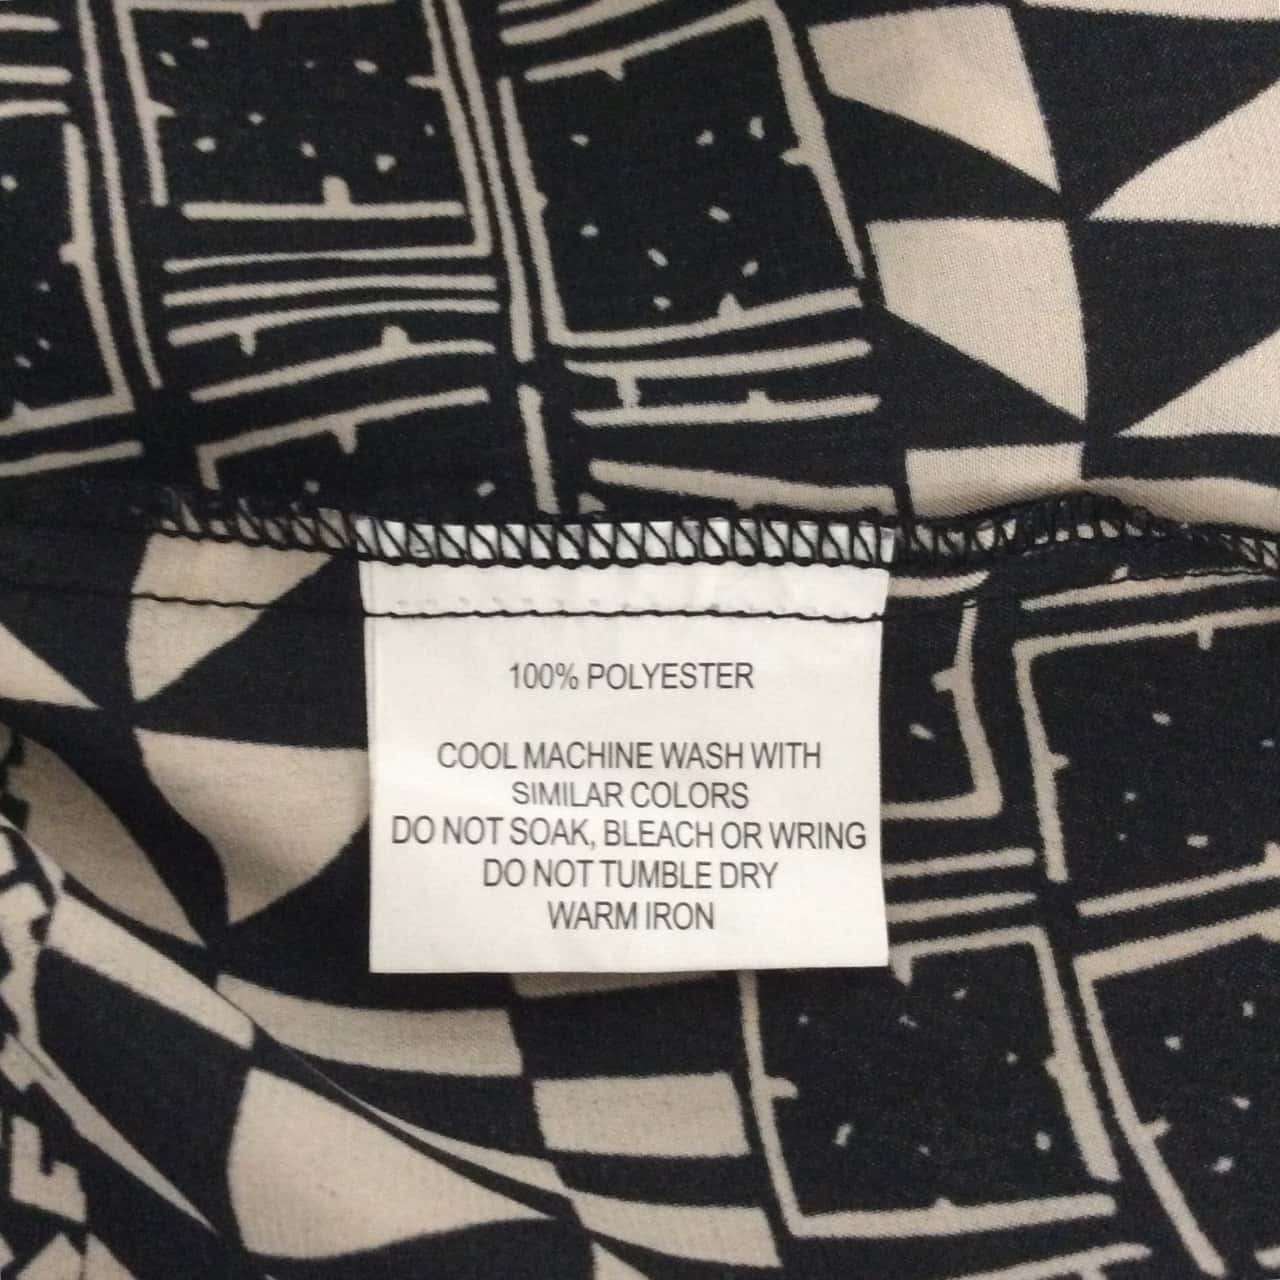 100% POLYESTER
COOL MACHINE WASH WITH
SIMILAR COLORS
DO NOT SOAK, BLEACH OR WRING
DO NOT TUMBLE DRY
WARM IRON